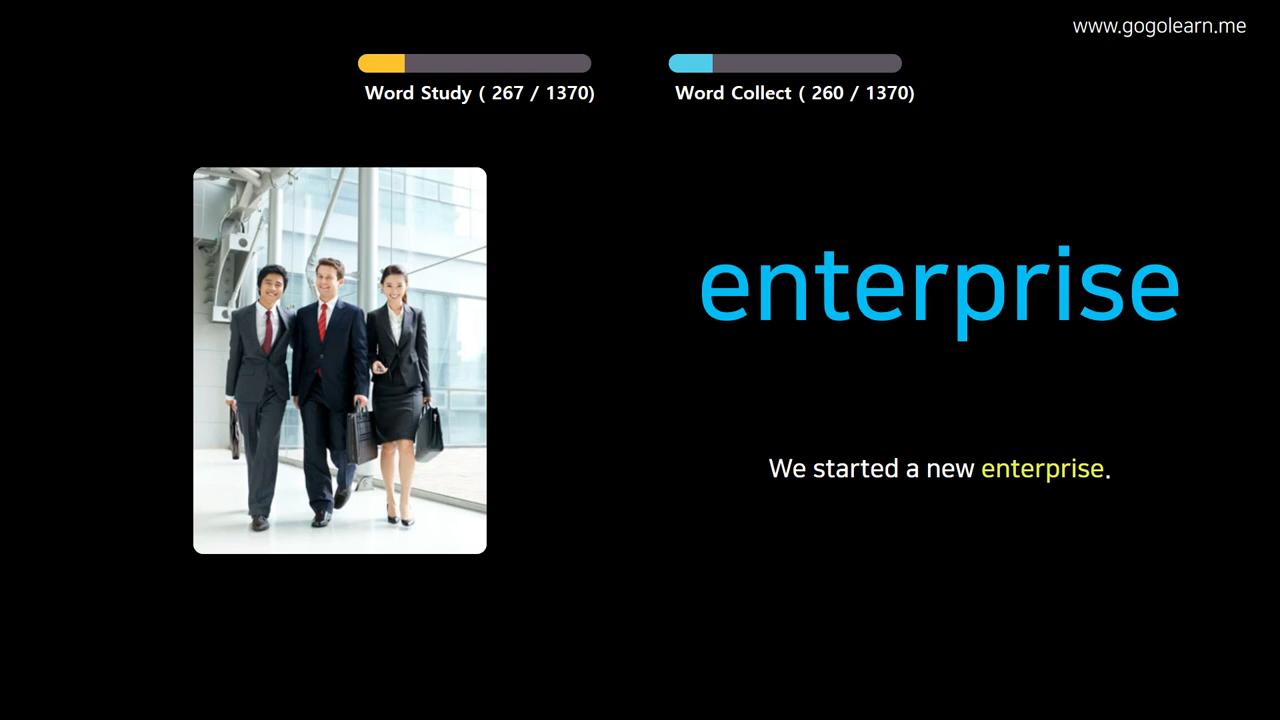 www.gogolearn.me
Word Study ( 267 / 1370)
Word Collect ( 260 / 1370)
enterprise
We started a new enterprise.